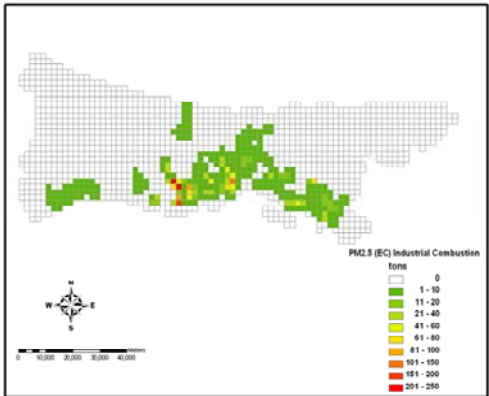 PM2.5 (EC) Industrial Combustion
tons
0
1 - 10
11 - 20
21 - 40
41 - 60
61 - 80
81 - 100
101 - 150
151 - 200
201 - 250
N
W E
S
0 10,000 20,000 30,000 40,000